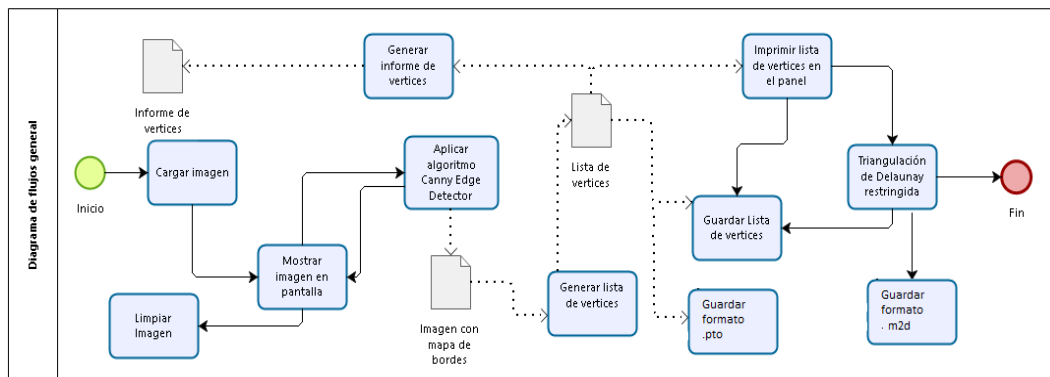 Diagrama de flujos general
Generar
informe de
vertices
Imprimir lista
de vertices en
el panel
Informe de
vertices
Lista de
vertices
Inicio
Cargar imagen
Aplicar
algoritmo
Canny Edge
Detector
Triangulación
de Delaunay
restringida
Fin
Guardar Lista
de vertices
Mostrar
imagen en
pantalla
Limpiar
Imagen
Imagen con
mapa de
bordes
Generar lista
de vertices
Guardar
formato
.pto
Guardar
formato
. m2d